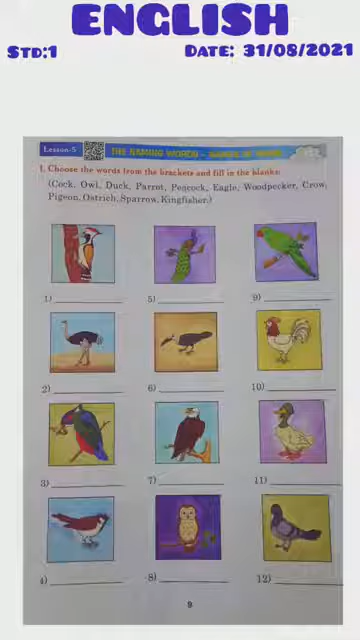 ENGLISH
STD:1 DATE: 31/08/2021
Lesson-5 THE NAMING WORDS - NAMES OF BIRDS
I. Choose the words from the brackets and fill in the blanks:
(Cock, Owl, Duck, Parrot, Peacock, Eagle, Woodpecker, Crow,
Pigeon, Ostrich, Sparrow, Kingfisher.)
1) 5) 9)
2) 6) 10)
3) 7) 11)
4) 8) 12)
9